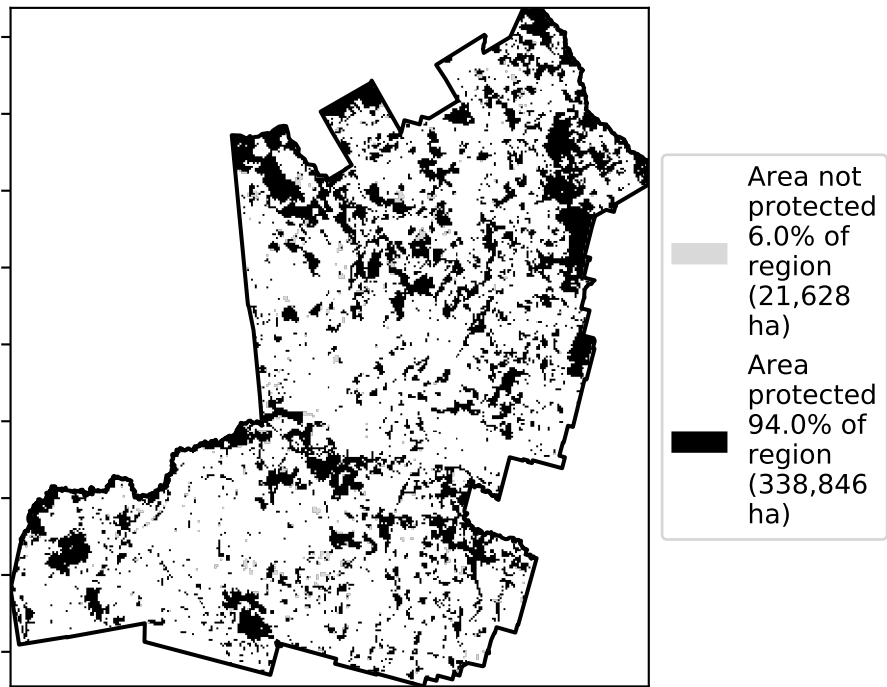 Area not
protected
6.0% of
region
(21,628
ha)
Area
protected
94.0% of
region
(338,846
ha)